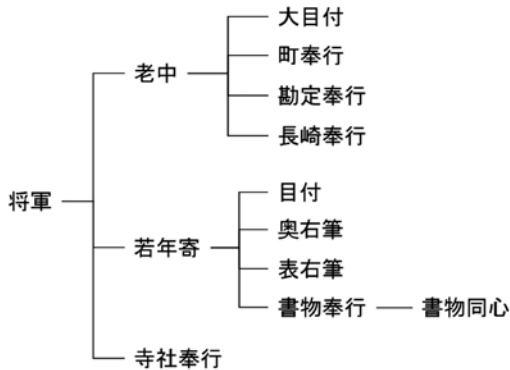 大目付
町奉行
老中
勘定奉行
長崎奉行
将軍
目付
奥右筆
若年寄
表右筆
書物奉行
書物同心
寺社奉行